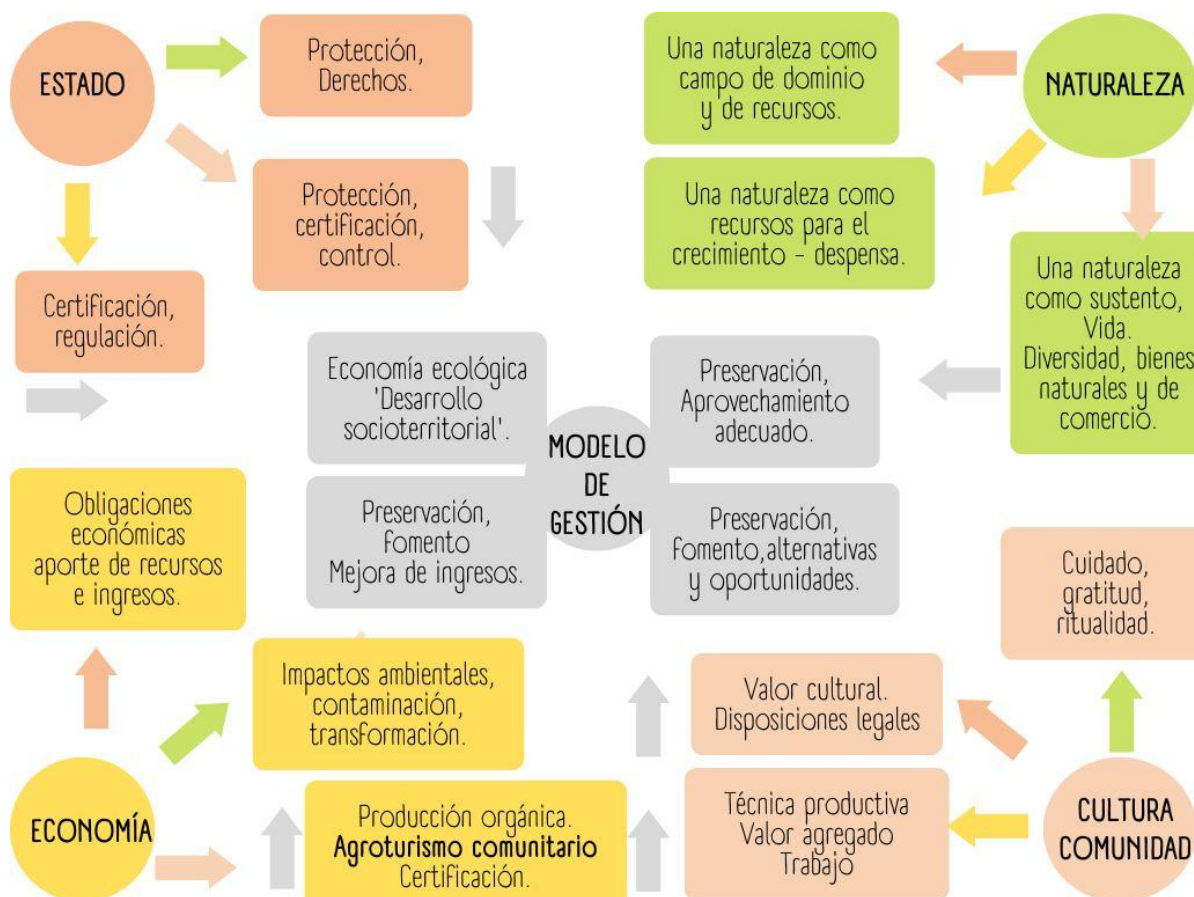 ESTADO
Protección,
Derechos.
Protección,
certificación,
control.
Certificación,
regulación.
Una naturaleza como
campo de dominio
y de recursos.
NATURALEZA
Una naturaleza como
recursos para el
crecimiento - despensa.
Una naturaleza
como sustento,
Vida.
Diversidad, bienes
naturales y de
comercio.
Economía ecológica
'Desarrollo
socioterritorial'.
Preservación,
Aprovechamiento
adecuado.
MODELO
DE
GESTIÓN
Preservación,
fomento
Mejora de ingresos.
Preservación,
fomento,alternativas
y oportunidades.
Obligaciones
económicas
aporte de recursos
e ingresos.
Impactos ambientales,
contaminación,
transformación.
ECONOMÍA
Producción orgánica.
Agroturismo comunitario
Certificación.
Cuidado,
gratitud,
ritualidad.
Valor cultural.
Disposiciones legales
Técnica productiva
Valor agregado
Trabajo
CULTURA
COMUNIDAD